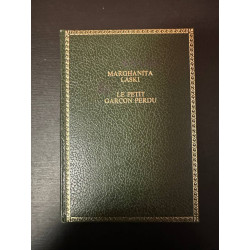 MARGHANITA
LASKI
LE PETIT
GARÇON PERDU